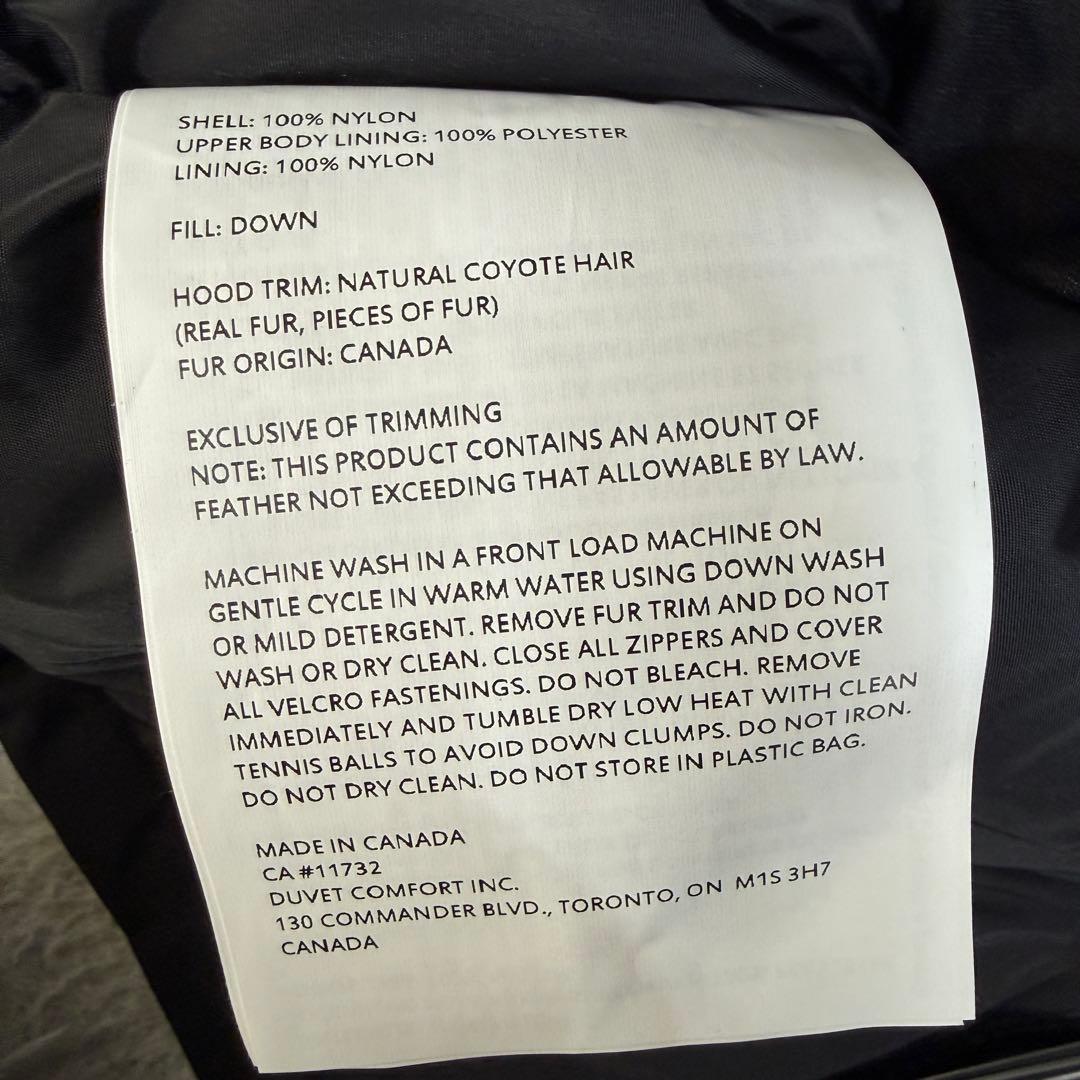 SHELL: 100% NYLON
UPPER BODY LINING: 100% POLYESTER
LINING: 100% NYLON
FILL: DOWN
HOOD TRIM: NATURAL COYOTE HAIR
(REAL FUR, PIECES OF FUR)
FUR ORIGIN: CANADA
EXCLUSIVE OF TRIMMING
NOTE: THIS PRODUCT CONTAINS AN AMOUNT OF
FEATHER NOT EXCEEDING THAT ALLOWABLE BY LAW.
MACHINE WASH IN A FRONT LOAD MACHINE ON
GENTLE CYCLE IN WARM WATER USING DOWN WASH
OR MILD DETERGENT. REMOVE FUR TRIM AND DO NOT
WASH OR DRY CLEAN. CLOSE ALL ZIPPERS AND COVER
ALL VELCRO FASTENINGS. DO NOT BLEACH. REMOVE
IMMEDIATELY AND TUMBLE DRY LOW HEAT WITH CLEAN
TENNIS BALLS TO AVOID DOWN CLUMPS. DO NOT IRON.
DO NOT DRY CLEAN. DO NOT STORE IN PLASTIC BAG.
MADE IN CANADA
CA #11732
DUVET COMFORT INC.
130 COMMANDER BLVD., TORONTO, ON M1S 3H7
CANADA